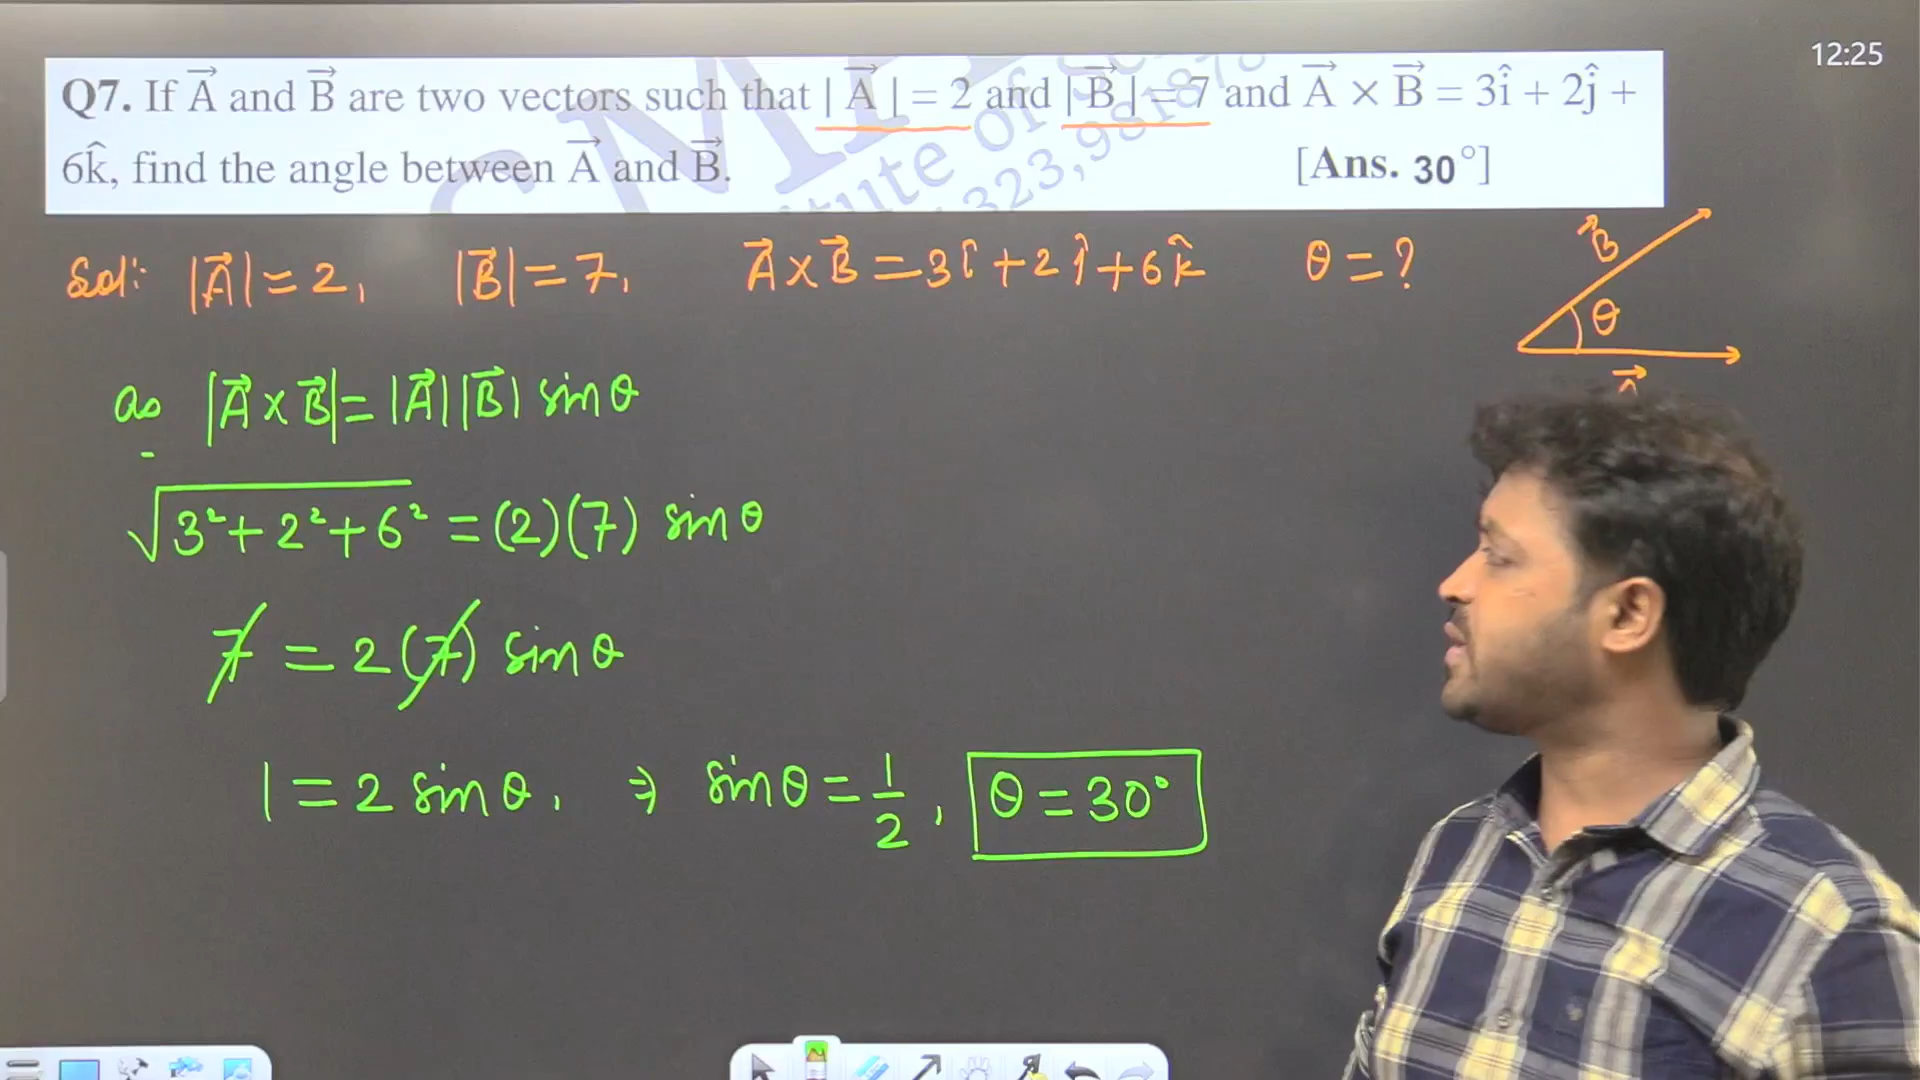 12:25
Q7. If A⃗ and B⃗ are two vectors such that | A⃗ | = 2 and | B⃗ | = 7 and A⃗ × B⃗ = 3î + 2ĵ +
6k̂, find the angle between A⃗ and B⃗. [Ans. 30°]
Sol: |A⃗| = 2, |B⃗| = 7, A⃗ × B⃗ = 3î + 2ĵ + 6k̂ θ = ?
B⃗
θ
as |A⃗ × B⃗| = |A⃗| |B⃗| sin θ
√3² + 2² + 6² = (2)(7) sin θ
7 = 2(7) sin θ
1 = 2 sin θ, ⇒ sin θ = 1/2, θ = 30°